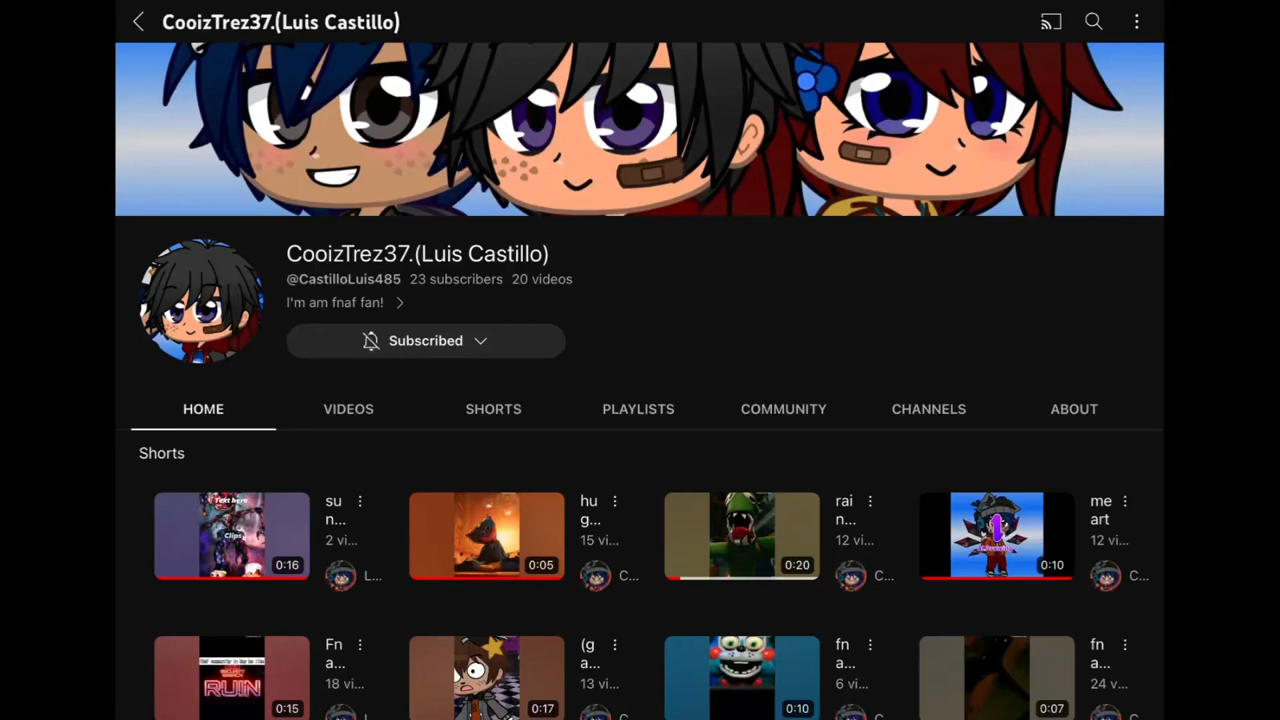 CooizTrez37.(Luis Castillo)
CooizTrez37.(Luis Castillo)
@CastilloLuis485 23 subscribers 20 videos
I'm am fnaf fan!
Subscribed
HOME VIDEOS SHORTS PLAYLISTS COMMUNITY CHANNELS ABOUT
Shorts
Text here
Clips
0:16
su
n...
2 vi...
L...
0:05
hu
g...
15 vi...
C...
0:20
rai
n...
12 vi...
C...
0:10
me
art
12 vi...
C...
RUIN
0:15
Fn
a...
18 vi...
0:17
(g
a...
13 vi...
0:10
fn
a...
6 vi...
0:07
fn
a...
24 vi...